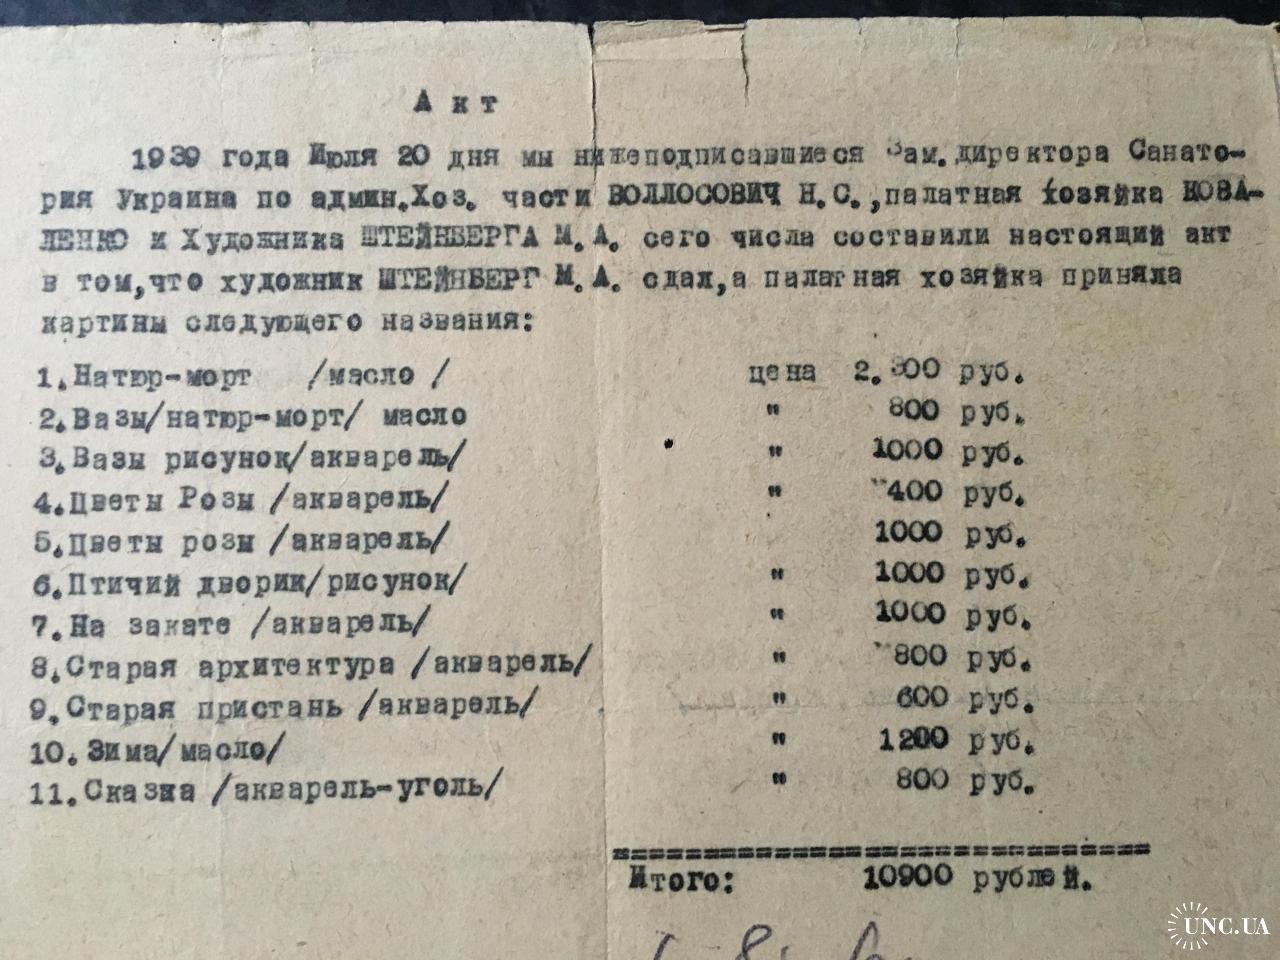 Акт
1939 года Июля 20 дня мы нижеподписавшиеся Зам.директора Санато-
рия Украина по админ.Хоз. части ВОЛЛОСОВИЧ Н.С.,палатная хозяйка КОВА-
ЛЕНКО и Художника ШТЕЙНБЕРГА М.А. сего числа составили настоящий акт
в том,что художник ШТЕЙНБЕРГ М.А. сдал,а палатная хозяйка приняла
картины следующего названия:
1.Натюр-морт /масло / цена 2.300 руб.
2.Вазы/натюр-морт/ масло " 800 руб.
3.Вазы рисунок/акварель/ " 1000 руб.
4.Цветы Розы /акварель/ " 400 руб.
5.Цветы розы /акварель/ 1000 руб.
6.Птичий дворик/рисунок/ " 1000 руб.
7.На закате /акварель/ " 1000 руб.
8.Старая архитектура /акварель/ " 800 руб.
9.Старая пристань /акварель/ " 600 руб.
10.Зима/масло/ " 1200 руб.
11.Сказка /акварель-уголь/ " 800 руб.
==============================
Итого: 10900 рублей.
UNC.UA